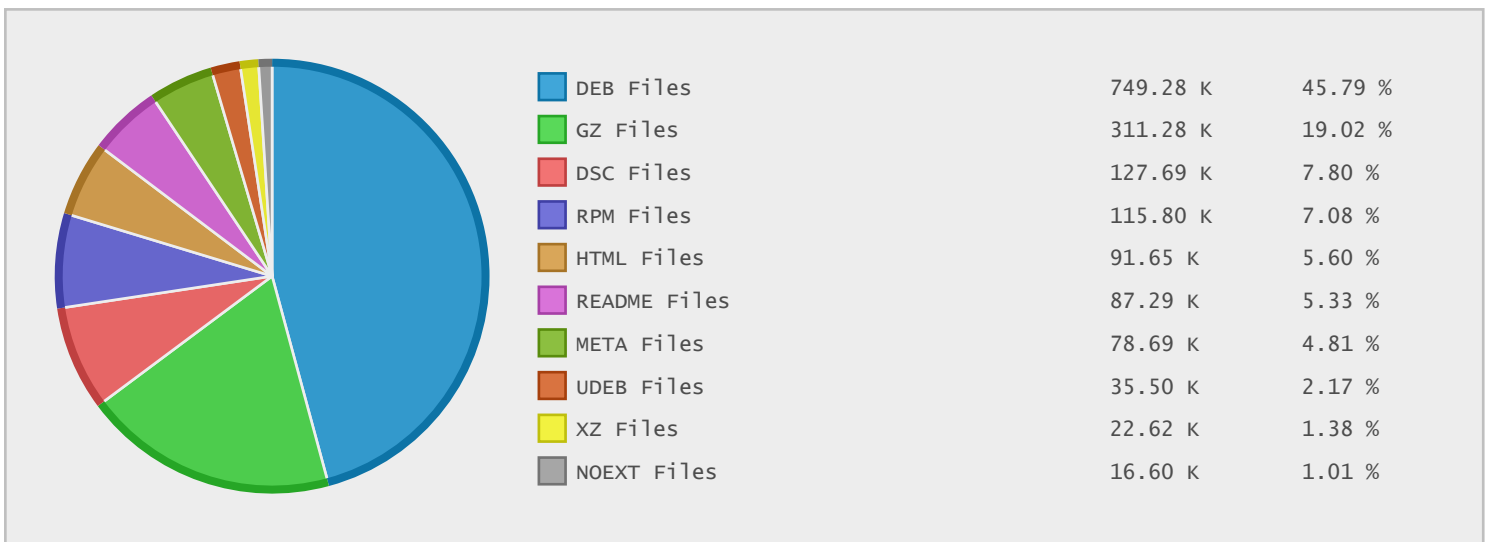 DEB Files 749.28 K 45.79 %
GZ Files 311.28 K 19.02 %
DSC Files 127.69 K 7.80 %
RPM Files 115.80 K 7.08 %
HTML Files 91.65 K 5.60 %
README Files 87.29 K 5.33 %
META Files 78.69 K 4.81 %
UDEB Files 35.50 K 2.17 %
XZ Files 22.62 K 1.38 %
NOEXT Files 16.60 K 1.01 %